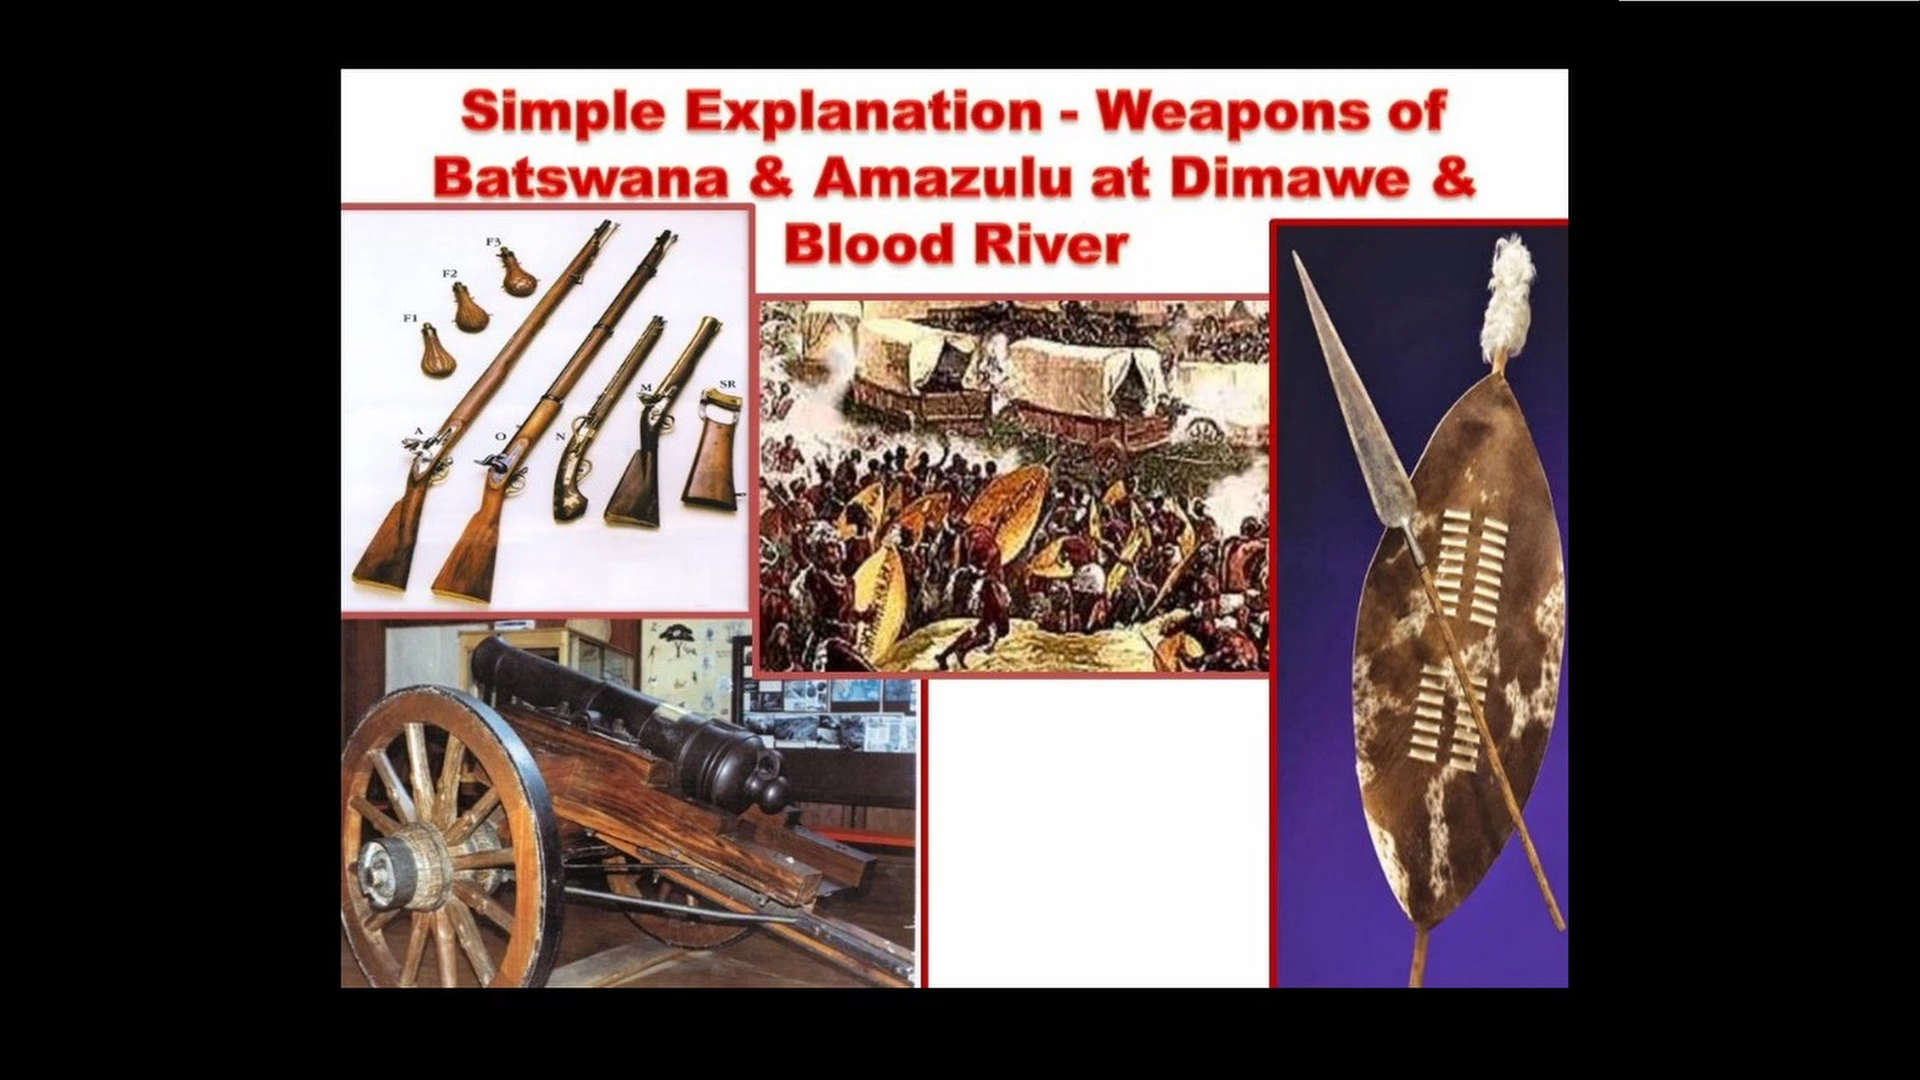 Simple Explanation - Weapons of
Batswana & Amazulu at Dimawe &
Blood River
F3
F2
F1
M
SR
A
O
N